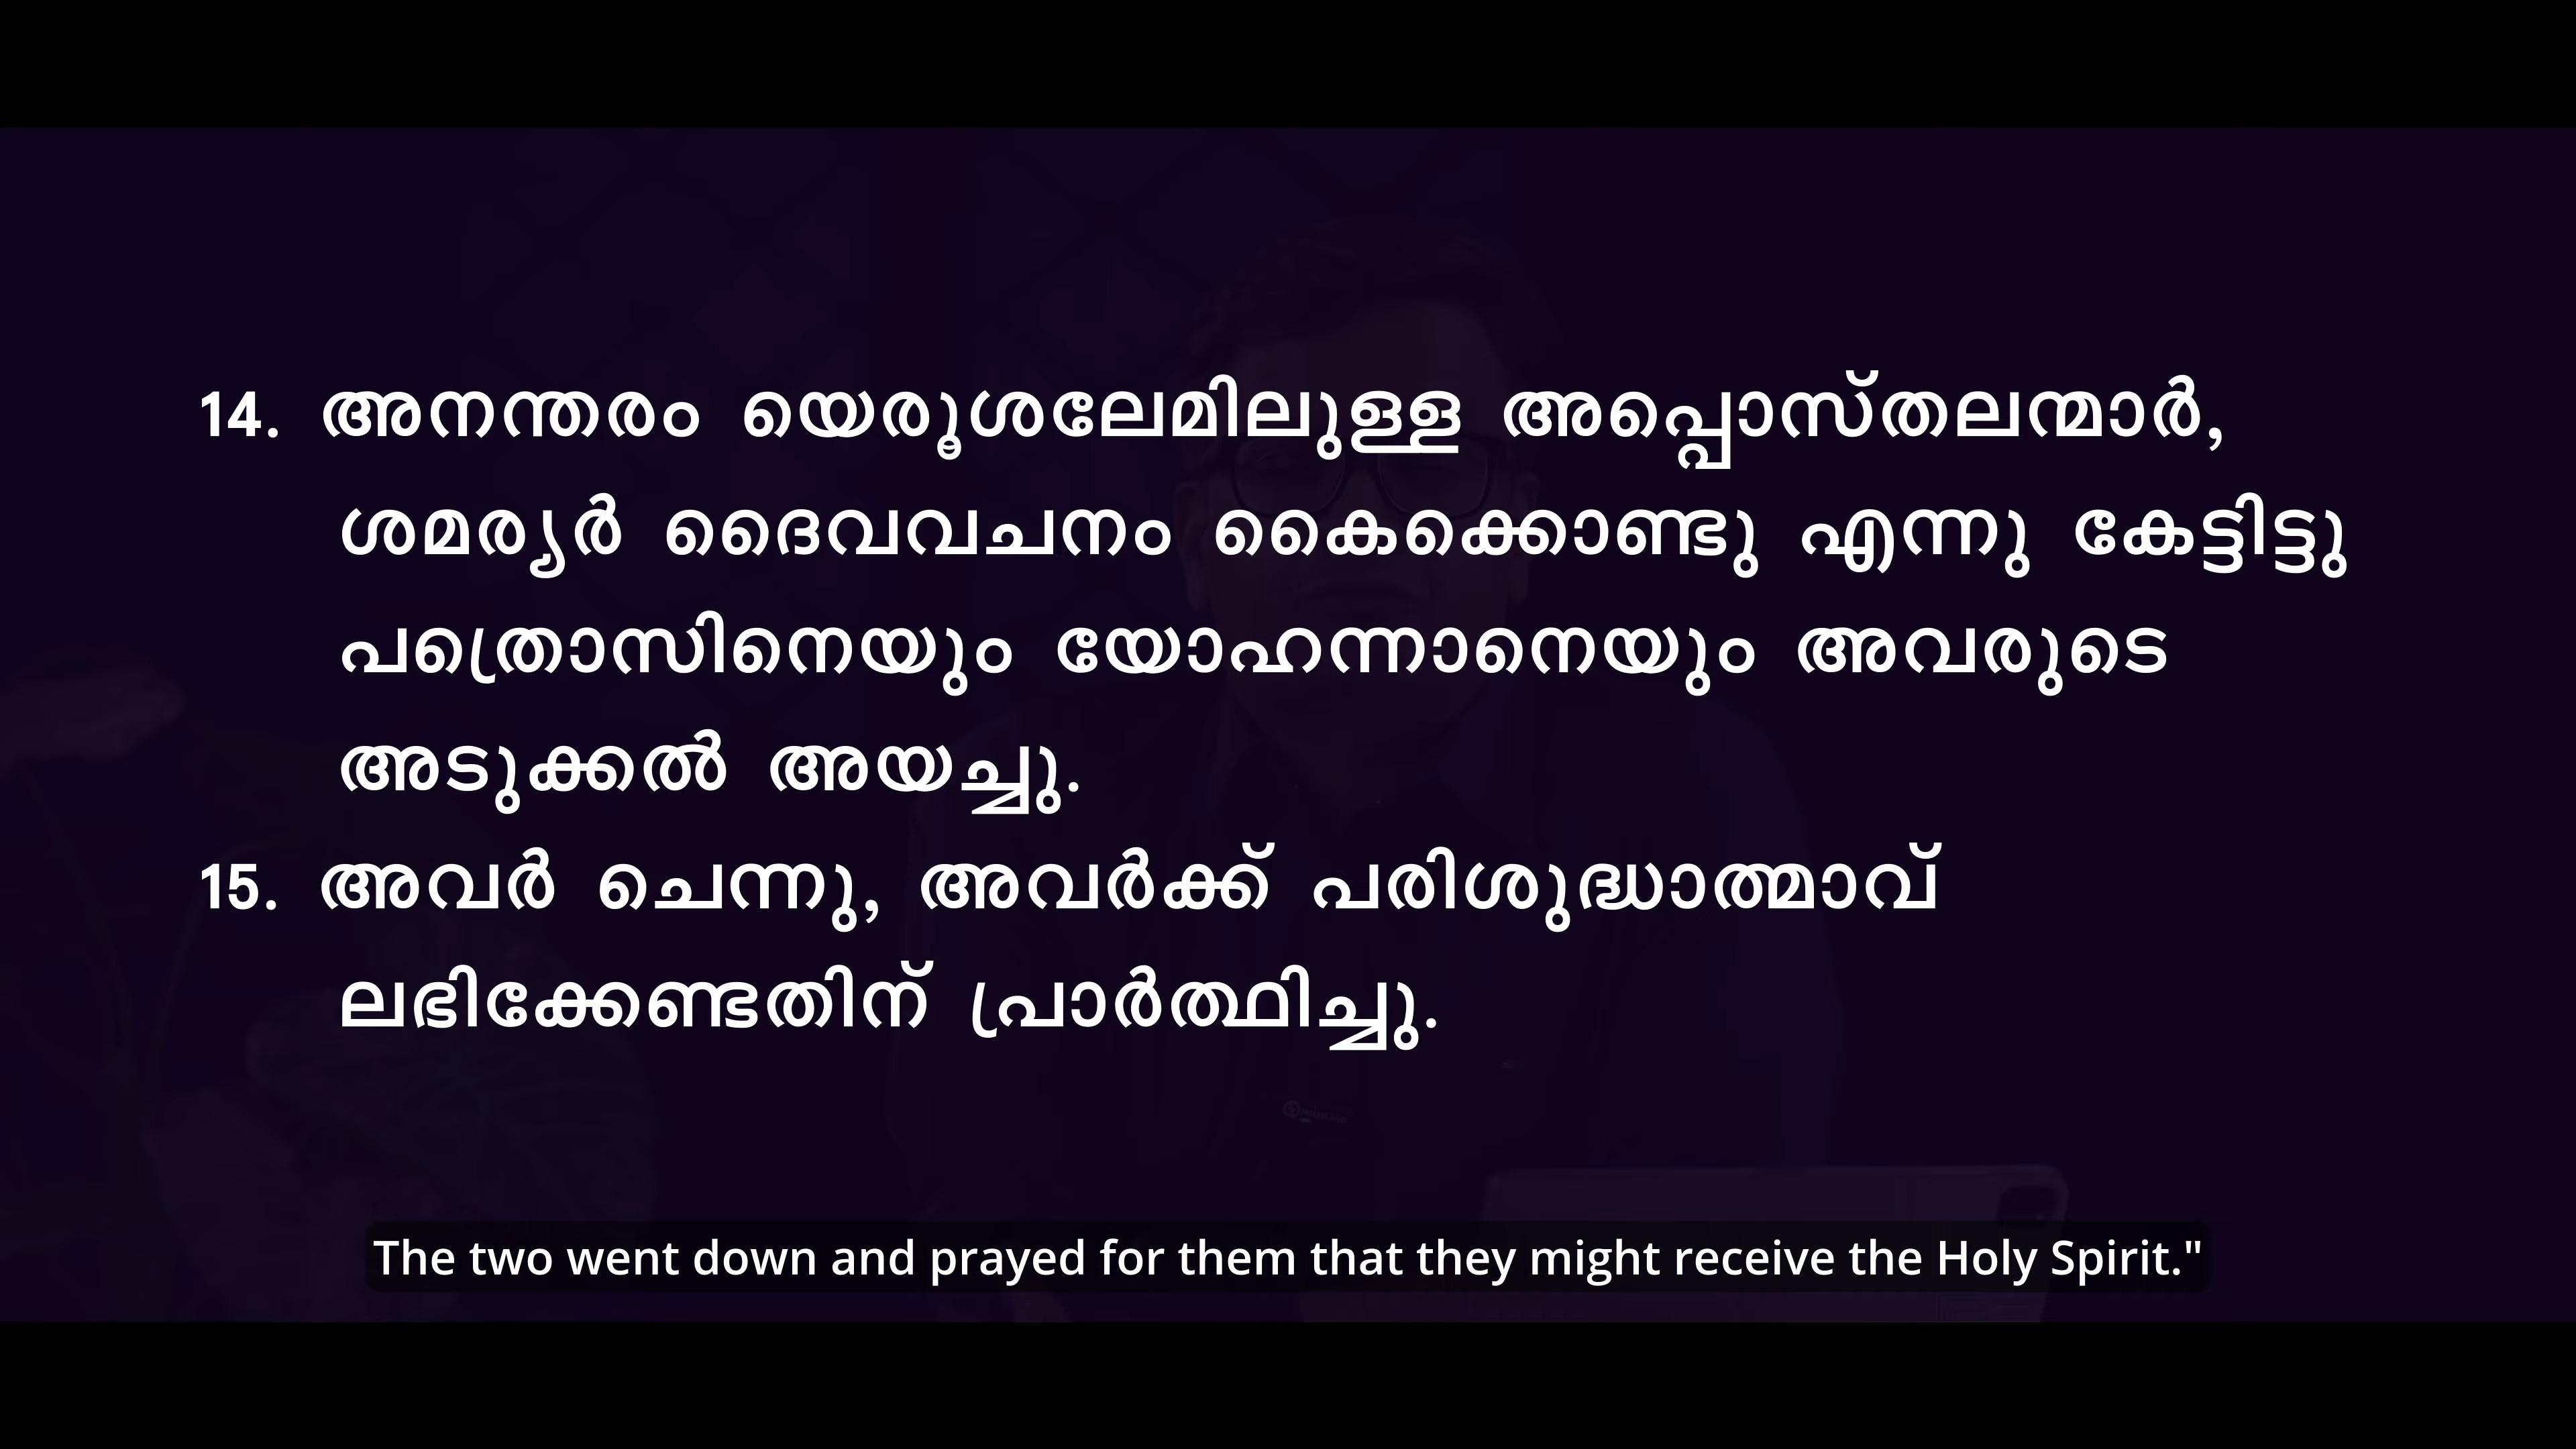 14. അനന്തരം യെരൂശലേമിലുള്ള അപ്പൊസ്തലന്മാർ,
ശമര്യർ ദൈവവചനം കൈക്കൊണ്ടു എന്നു കേട്ടിട്ടു
പത്രൊസിനെയും യോഹന്നാനെയും അവരുടെ
അടുക്കൽ അയച്ചു.
15. അവർ ചെന്നു, അവർക്ക് പരിശുദ്ധാത്മാവ്
ലഭിക്കേണ്ടതിന് പ്രാർത്ഥിച്ചു.
The two went down and prayed for them that they might receive the Holy Spirit."